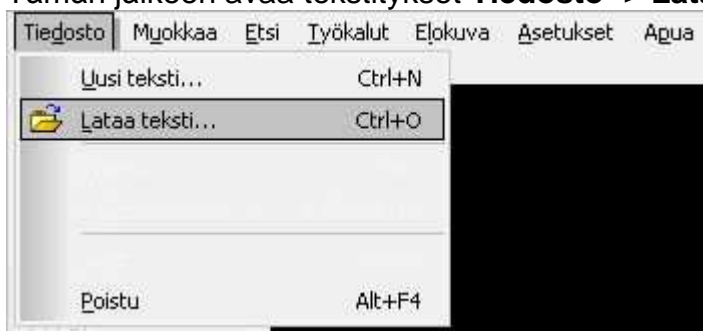 Tämän jälkeen avaa tekstitykset Tiedosto ->
Tiedosto Muokkaa Etsi Työkalut Elokuva Asetukset Apua
Uusi teksti... Ctrl+N
Lataa teksti... Ctrl+O
Poistu Alt+F4